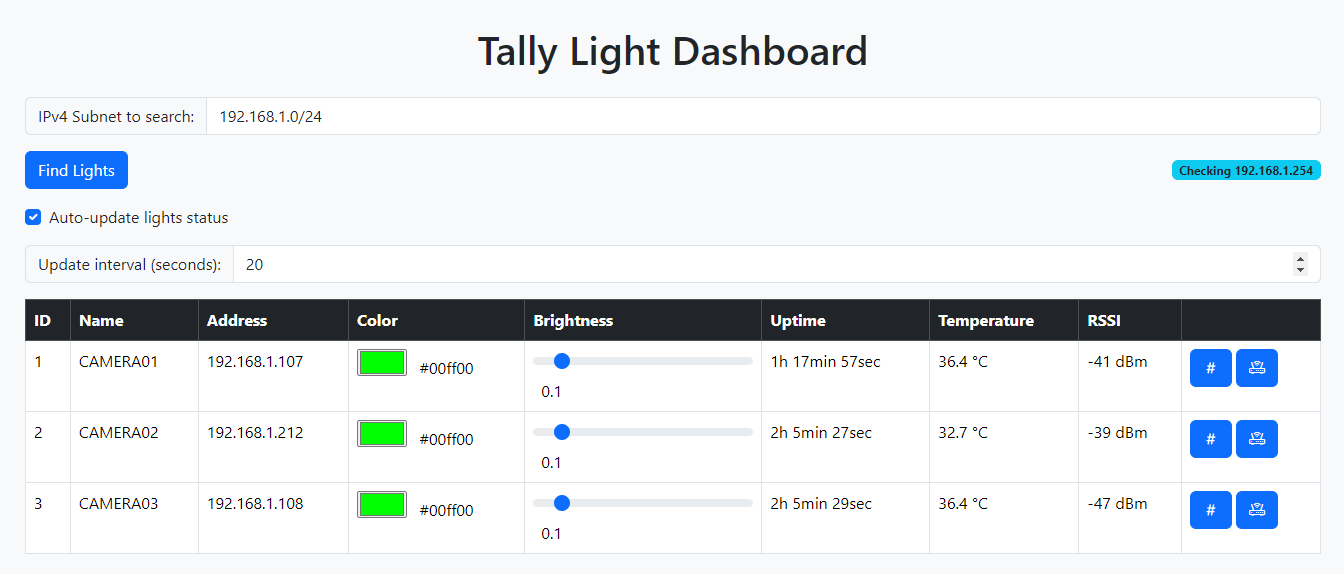 Tally Light Dashboard
IPv4 Subnet to search: 192.168.1.0/24
Find Lights Checking 192.168.1.254
Auto-update lights status
Update interval (seconds): 20
ID Name Address Color Brightness Uptime Temperature RSSI
1 CAMERA01 192.168.1.107 #00ff00 0.1 1h 17min 57sec 36.4 °C -41 dBm #
2 CAMERA02 192.168.1.212 #00ff00 0.1 2h 5min 27sec 32.7 °C -39 dBm #
3 CAMERA03 192.168.1.108 #00ff00 0.1 2h 5min 29sec 36.4 °C -47 dBm #